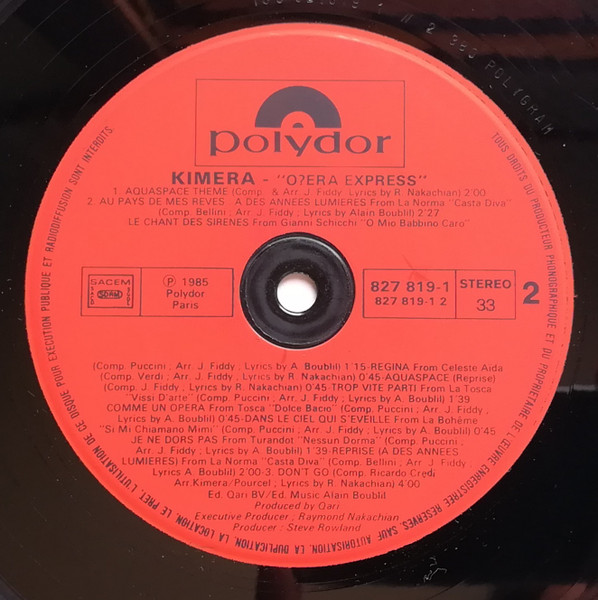 2 383 POLYGRAM
polydor
KIMERA - "O?ERA EXPRESS"
1. AQUASPACE THEME (Comp. & Arr. J. Fiddy. Lyrics by R. Nakachian) 2'00
2. AU PAYS DE MES REVES . A DES ANNEES LUMIERES From La Norma "Casta Diva"
(Comp. Bellini ; Arr. J. Fiddy ; Lyrics by Alain Boublil) 2'27
LE CHANT DES SIRENES From Gianni Schicchi "O Mio Babbino Caro"
SACEM
SACD
SDRM
SGDL
℗ 1985
Polydor
Paris
827 819-1
827 819-1 2
STEREO
33
2
(Comp. Puccini ; Arr. J. Fiddy ; Lyrics by A. Boublil) 1'15-REGINA From Celeste Aida
(Comp. Verdi ; Arr. J. Fiddy ; Lyrics by R. Nakachian) 0'45-AQUASPACE (Reprise)
(Comp. J. Fiddy ; Lyrics by R. Nakachian) 0'45-TROP VITE PARTI From La Tosca
"Vissi D'arte" (Comp. Puccini ; Arr. J. Fiddy ; Lyrics by A. Boublil) 1'39
COMME UN OPERA From Tosca "Dolce Bacio" (Comp. Puccini ; Arr. J. Fiddy ;
Lyrics by A. Boublil) 0'45-DANS LE CIEL QUI S'EVEILLE From La Bohême
"Si Mi Chiamano Mimi" (Comp. Puccini ; Arr. J. Fiddy ; Lyrics by A. Boublil) 0'45
JE NE DORS PAS From Turandot "Nessun Dorma" (Comp. Puccini ;
Arr. J. Fiddy ; Lyrics by A. Boublil) 1'39-REPRISE (A DES ANNEES
LUMIERES) From La Norma "Casta Diva" (Comp. Bellini ; Arr. J. Fiddy ;
Lyrics A. Boublil) 2'00-3. DON'T GO (Comp. Ricardo Credi
Arr. Kimera/Pourcel ; Lyrics by R. Nakachian) 4'00
Ed. Qari BV/Ed. Music Alain Boublil
Produced by Qari
Executive Producer : Raymond Nakachian
Producer : Steve Rowland
TOUS DROITS DU PRODUCTEUR PHONOGRAPHIQUE ET DU PROPRIETAIRE DE L'ŒUVRE ENREGISTREE RESERVES. SAUF AUTORISATION, LA DUPLICATION, LA LOCATION, LE PRET, L'UTILISATION DE CE DISQUE POUR EXECUTION PUBLIQUE ET RADIODIFFUSION SONT INTERDITS.